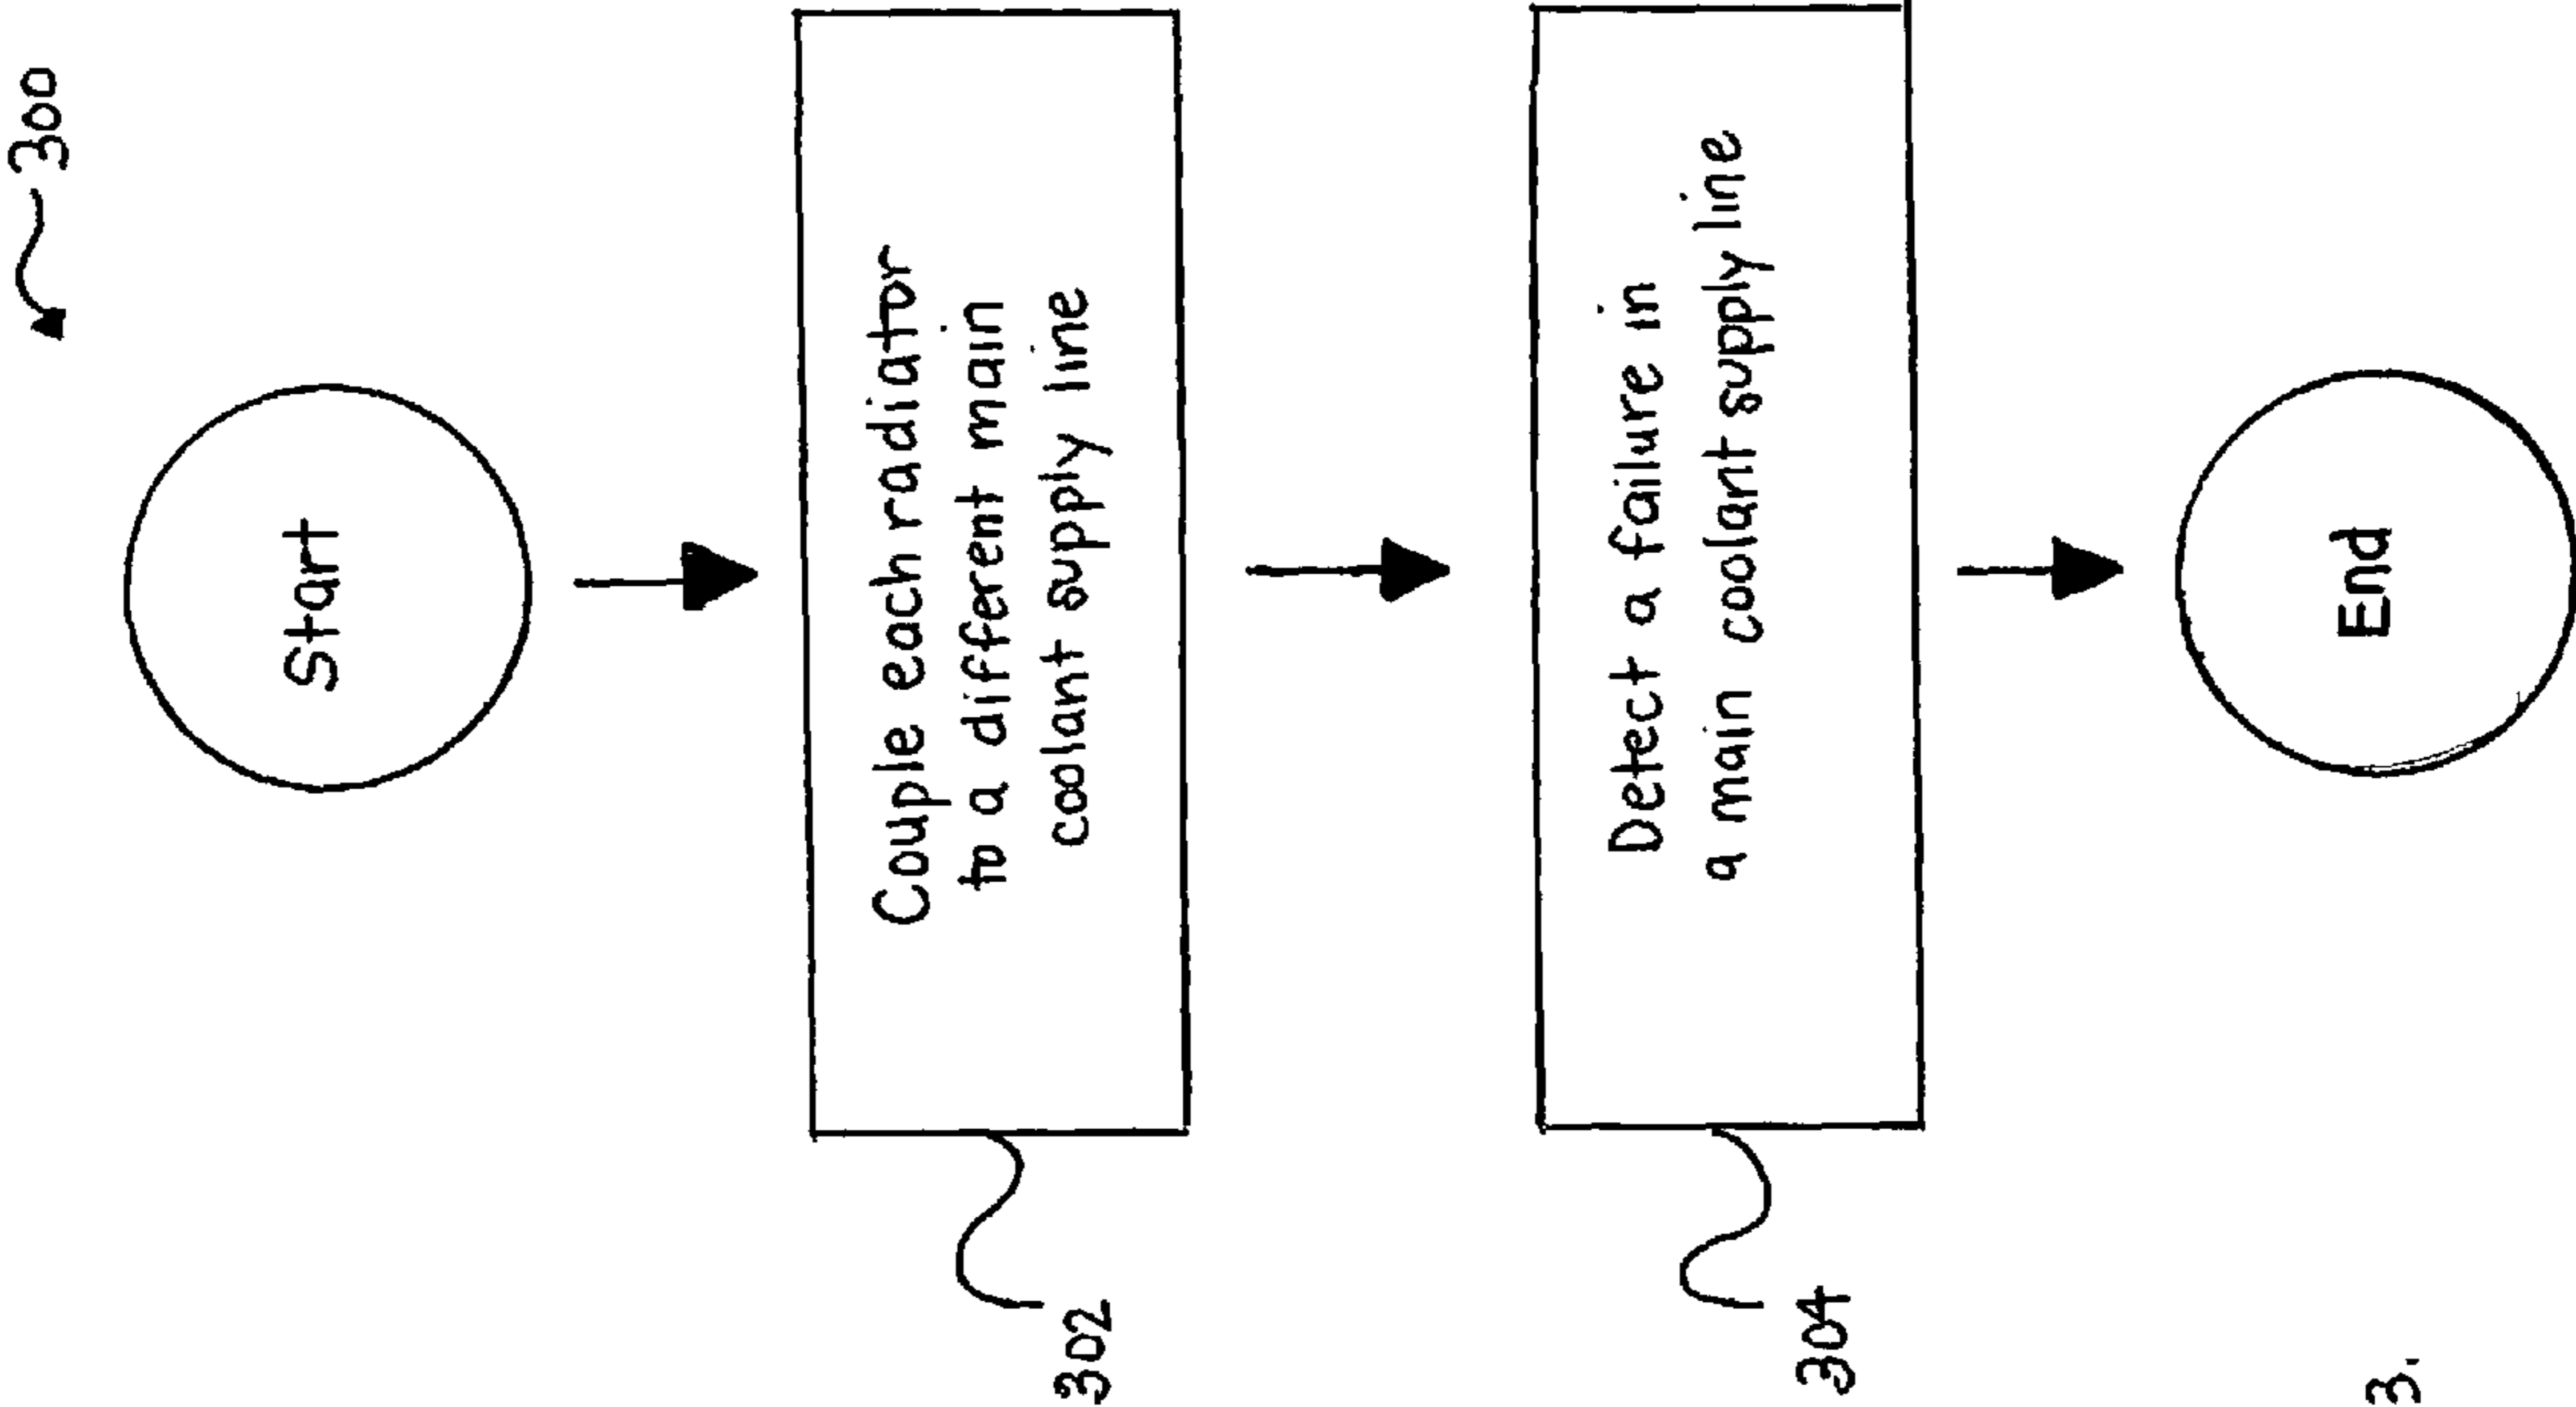 300
Start
Couple each radiator
to a different main
coolant supply line
302
Detect a failure in
a main coolant supply line
304
End
3.